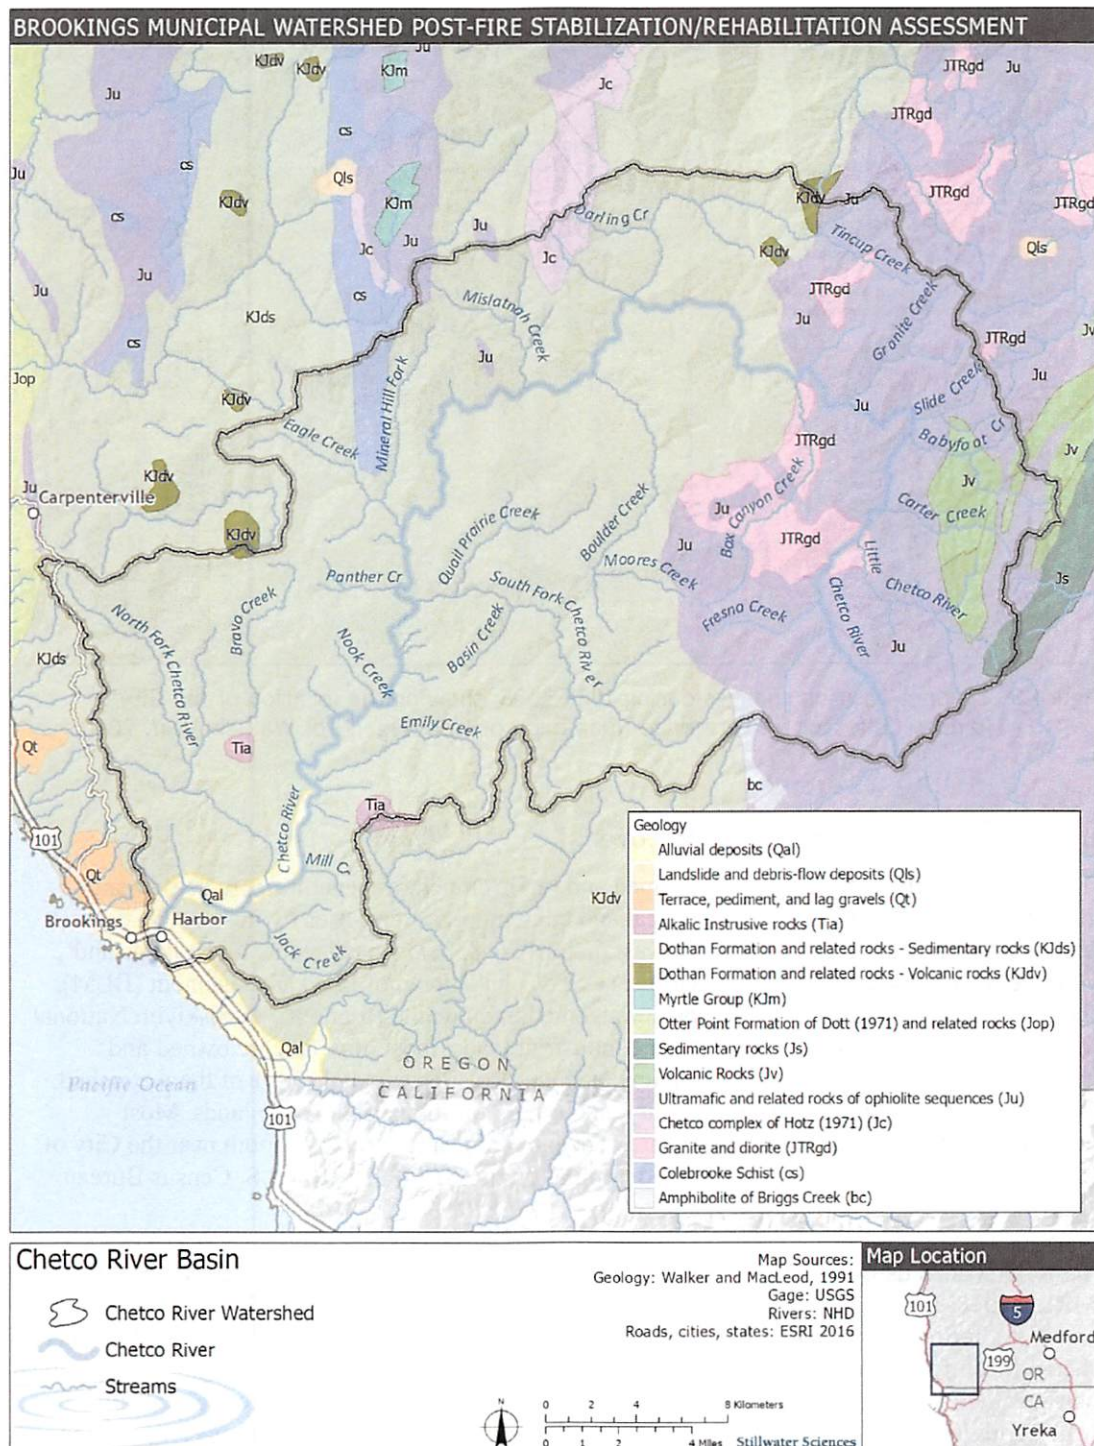 BROOKINGS MUNICIPAL WATERSHED POST-FIRE STABILIZATION/REHABILITATION ASSESSMENT
Ju
KJdv
KJdv
KJm
Ju
Jc
JTRgd
Ju
Ju
cs
JTRgd
cs
Qls
KJm
Ju
KJdv
Ju
JTRgd
JTRgd
KJdv
cs
Jc
Ju
Ju
Darling Cr
Jc
KJdv
Tincup Creek
Qls
Ju
Ju
cs
KJds
Mislatnah Creek
JTRgd
Ju
Granite Creek
JTRgd
Jv
cs
Jop
KJdv
Mineral Hill Fork
Ju
Ju
Slide Creek
Ju
Eagle Creek
JTRgd
Babyfoot Cr
Jv
KJdv
Ju
Carpenterville
KJdv
Quail Prairie Creek
Boulder Creek
Ju
Box Canyon Creek
JTRgd
Jv
Carter Creek
Panther Cr
Moores Creek
Ju
Little Chetco River
Js
North Fork Chetco River
Bravo Creek
South Fork Chetco River
Basin Creek
Nook Creek
Fresno Creek
Chetco River
Ju
KJds
Qt
Tia
Emily Creek
bc
Tia
Chetco River
101
Mill C
Qt
Qal
KJdv
Brookings
Harbor
Jack Creek
Qal
OREGON
CALIFORNIA
Pacific Ocean
101
Geology
Alluvial deposits (Qal)
Landslide and debris-flow deposits (Qls)
Terrace, pediment, and lag gravels (Qt)
Alkalic Instrusive rocks (Tia)
Dothan Formation and related rocks - Sedimentary rocks (KJds)
Dothan Formation and related rocks - Volcanic rocks (KJdv)
Myrtle Group (KJm)
Otter Point Formation of Dott (1971) and related rocks (Jop)
Sedimentary rocks (Js)
Volcanic Rocks (Jv)
Ultramafic and related rocks of ophiolite sequences (Ju)
Chetco complex of Hotz (1971) (Jc)
Granite and diorite (JTRgd)
Colebrooke Schist (cs)
Amphibolite of Briggs Creek (bc)
Chetco River Basin
Chetco River Watershed
Chetco River
Streams
Map Sources:
Geology: Walker and MacLeod, 1991
Gage: USGS
Rivers: NHD
Roads, cities, states: ESRI 2016
N
0 2 4 8 Kilometers
0 1 2 4 Miles
Stillwater Sciences
Map Location
101
5
Medford
199
OR
CA
Yreka